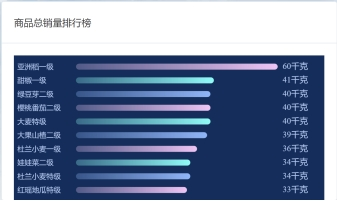 商品总销量排行榜
亚洲稻一级 60千克
甜椒一级 41千克
绿豆芽二级 40千克
樱桃番茄二级 40千克
大麦特级 40千克
大果山楂二级 39千克
杜兰小麦一级 36千克
娃娃菜二级 34千克
杜兰小麦特级 34千克
红瑶地瓜特级 33千克